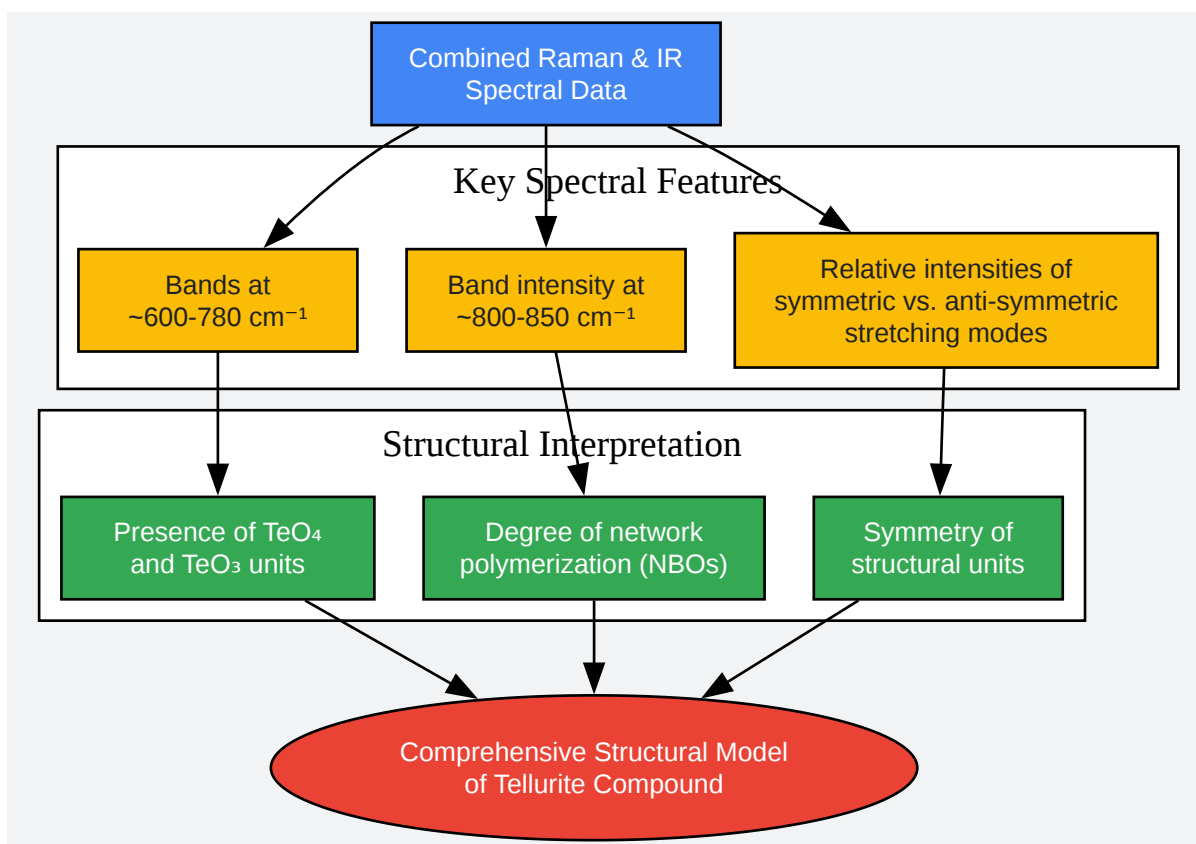 Combined Raman & IR
Spectral Data
Key Spectral Features
Bands at
~600-780 cm⁻¹
Band intensity at
~800-850 cm⁻¹
Relative intensities of
symmetric vs. anti-symmetric
stretching modes
Structural Interpretation
Presence of TeO₄
and TeO₃ units
Degree of network
polymerization (NBOs)
Symmetry of
structural units
Comprehensive Structural Model
of Tellurite Compound